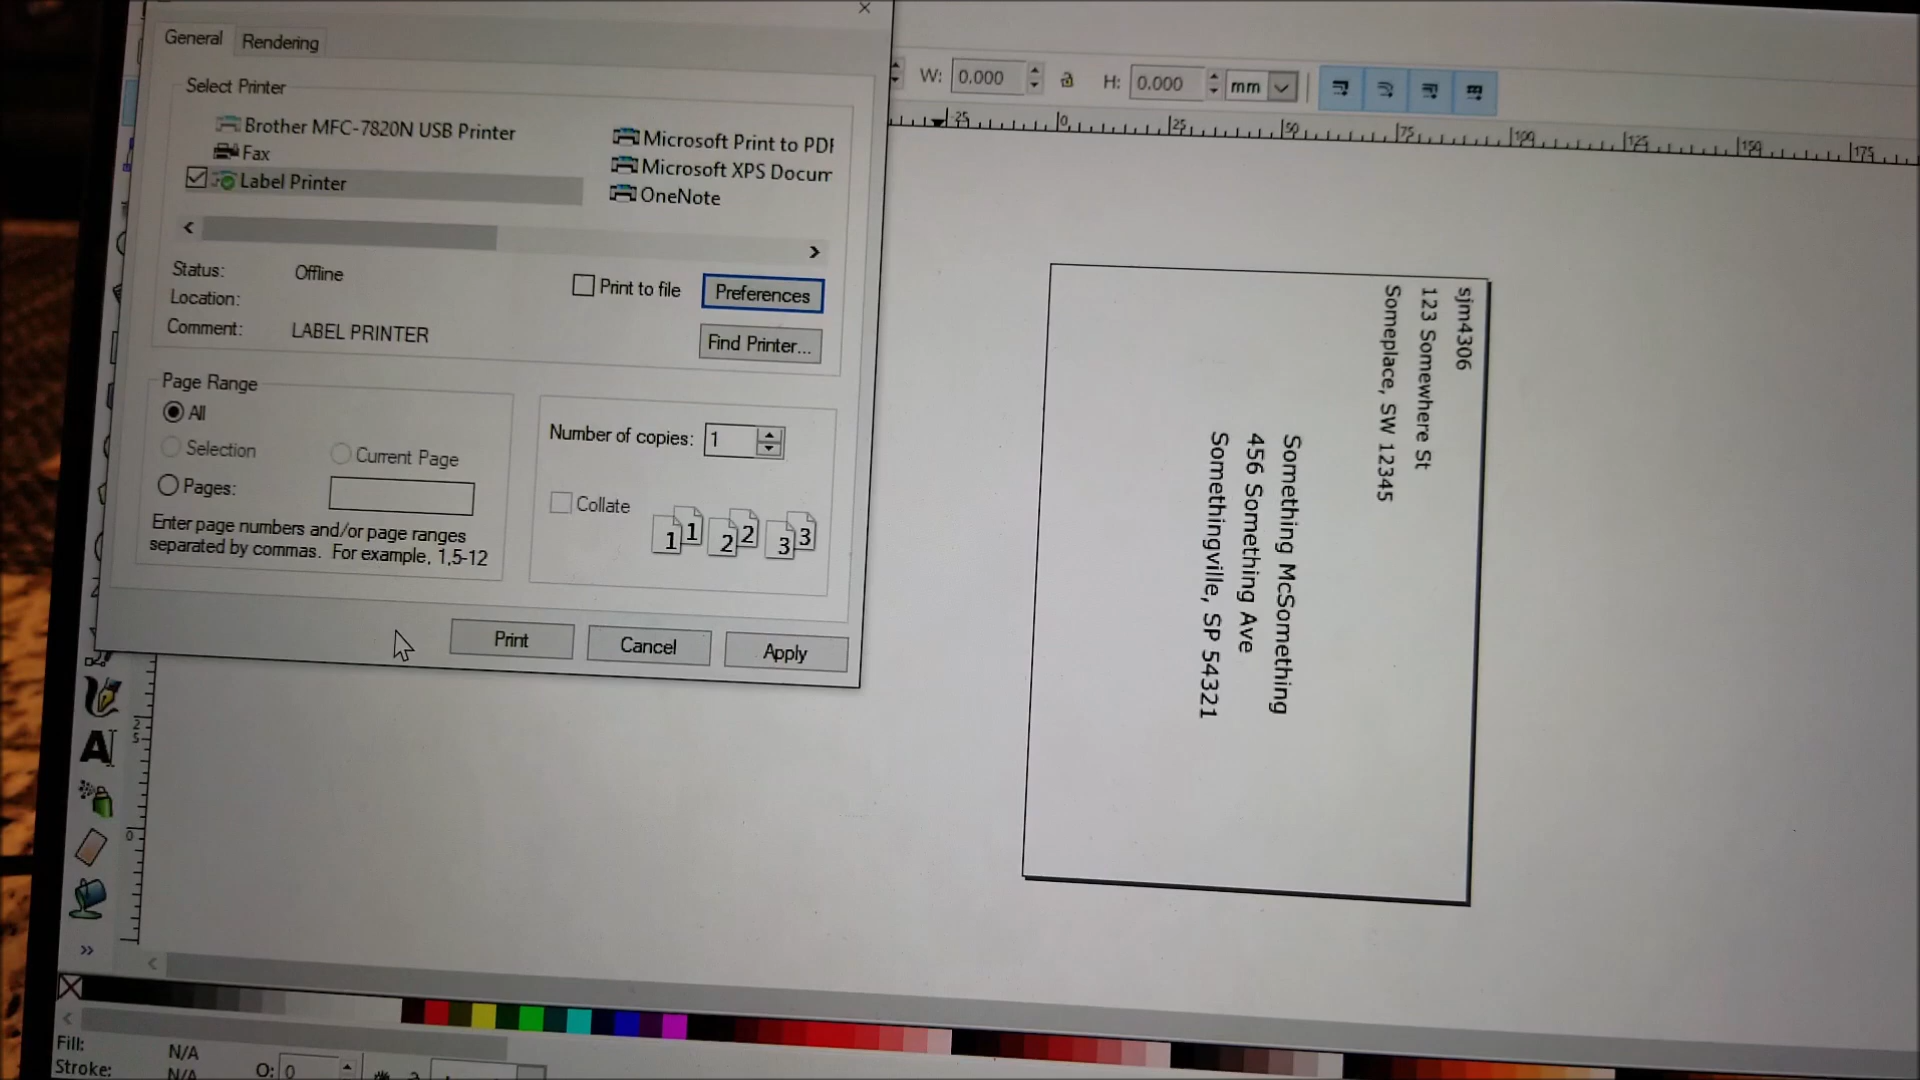 General
Rendering
Select Printer
Brother MFC-7820N USB Printer
Fax
Label Printer
Microsoft Print to PDF
Microsoft XPS Docum
OneNote
Status: Offline
Location:
Comment: LABEL PRINTER
Print to file
Preferences
Find Printer...
Page Range
All
Selection
Current Page
Pages:
Enter page numbers and/or page ranges
separated by commas. For example, 1,5-12
Number of copies: 1
Collate
1 1 2 2 3 3
Print
Cancel
Apply
W: 0.000
H: 0.000
mm
-25 0 25 50 75 100 125 150 175
sjm4306
123 Somewhere St
Someplace, SW 12345
Something McSomething
456 Something Ave
Somethingville, SP 54321
25
0
Fill: N/A
Stroke: N/A
O: 0